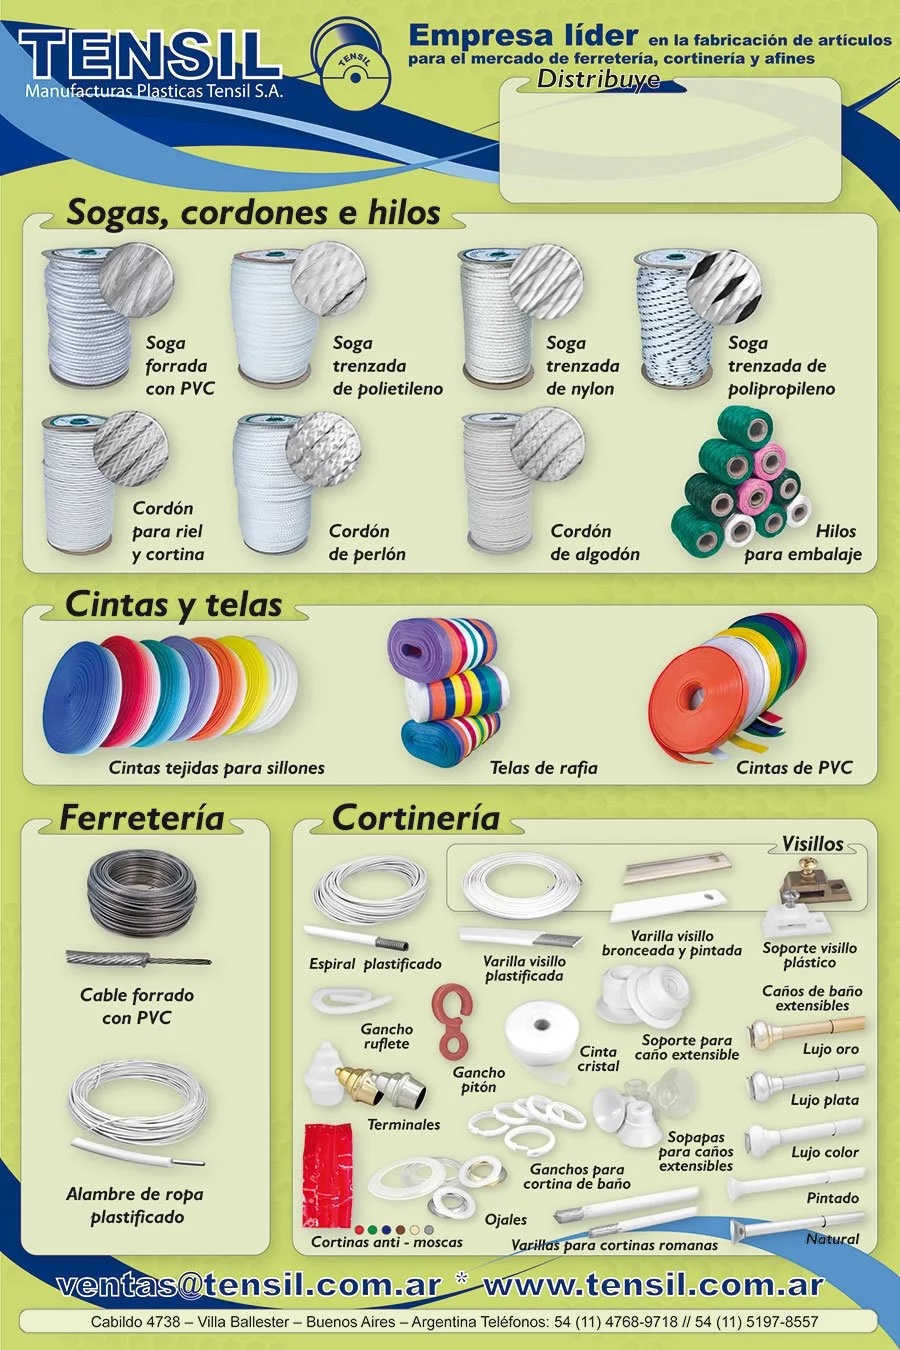 TENSIL
Manufacturas Plasticas Tensil S.A.
TENSIL
Empresa líder en la fabricación de artículos
para el mercado de ferretería, cortinería y afines
Distribuye
Sogas, cordones e hilos
Soga
forrada
con PVC
Soga
trenzada
de polietileno
Soga
trenzada
de nylon
Soga
trenzada de
polipropileno
Cordón
para riel
y cortina
Cordón
de perlón
Cordón
de algodón
Hilos
para embalaje
Cintas y telas
Cintas tejidas para sillones
Telas de rafia
Cintas de PVC
Ferretería
Cable forrado
con PVC
Alambre de ropa
plastificado
Cortinería
Visillos
Espiral plastificado
Varilla visillo
plastificada
Varilla visillo
bronceada y pintada
Soporte visillo
plástico
Gancho
ruflete
Gancho
pitón
Cinta
cristal
Soporte para
caño extensible
Caños de baño
extensibles
Lujo oro
Lujo plata
Lujo color
Pintado
Natural
Terminales
Ganchos para
cortina de baño
Sopapas
para caños
extensibles
Cortinas anti - moscas
Ojales
Varillas para cortinas romanas
ventas@tensil.com.ar * www.tensil.com.ar
Cabildo 4738 – Villa Ballester – Buenos Aires – Argentina Teléfonos: 54 (11) 4768-9718 // 54 (11) 5197-8557